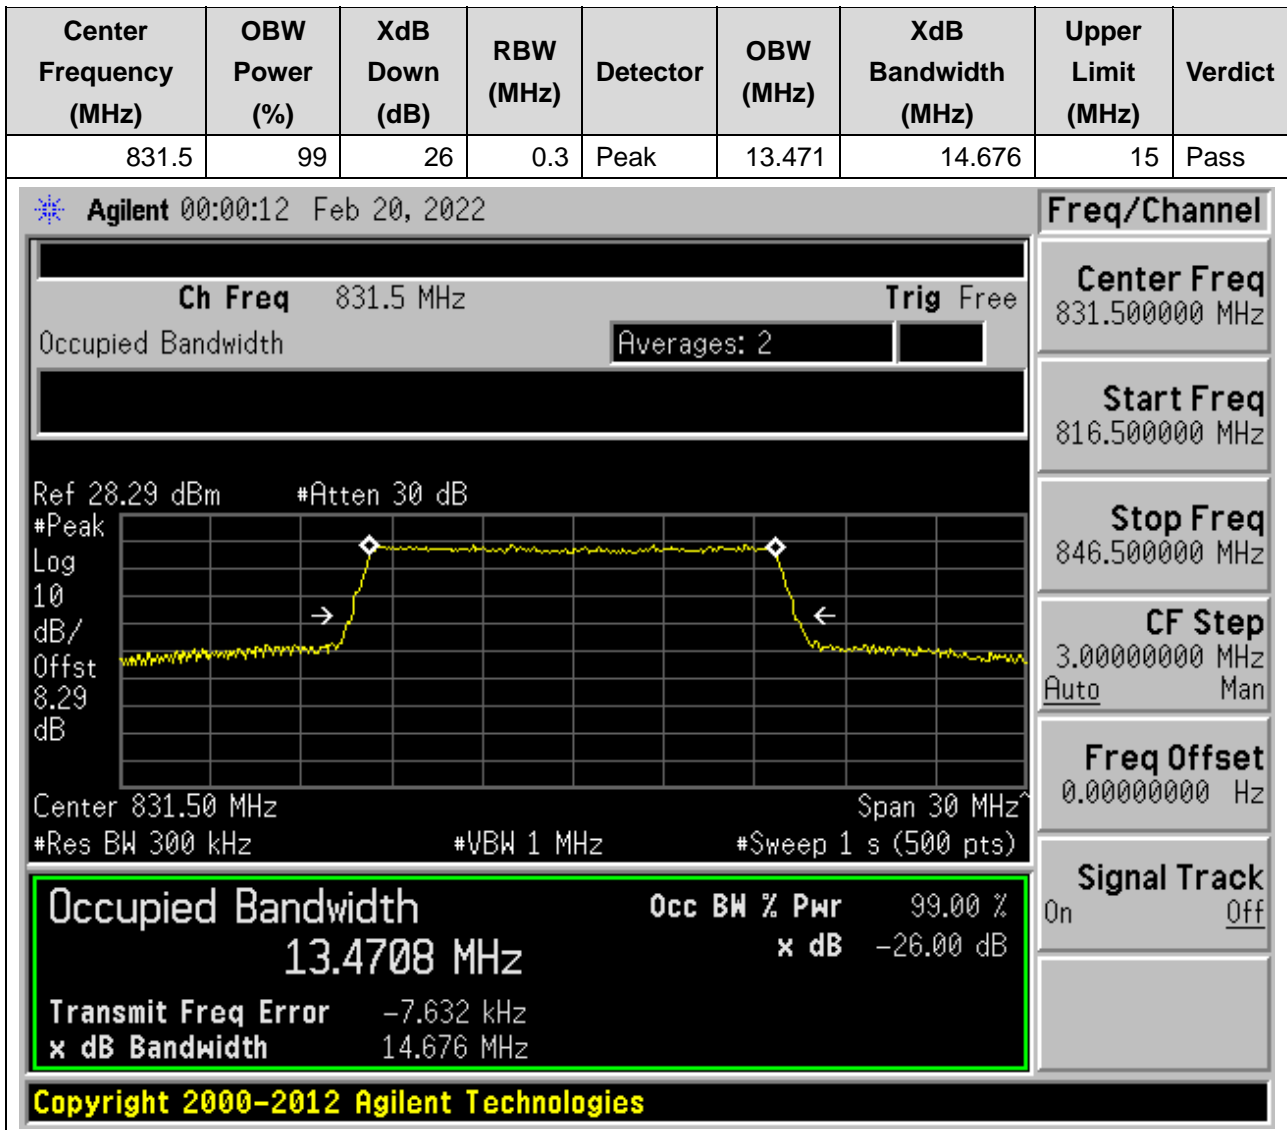 Center Frequency (MHz) OBW Power (%) XdB Down (dB) RBW (MHz) Detector OBW (MHz) XdB Bandwidth (MHz) Upper Limit (MHz) Verdict
831.5 99 26 0.3 Peak 13.471 14.676 15 Pass
Agilent 00:00:12 Feb 20, 2022
Ch Freq 831.5 MHz Trig Free
Occupied Bandwidth Averages: 2
Ref 28.29 dBm #Atten 30 dB
#Peak
Log
10
dB/
Offst
8.29
dB
Center 831.50 MHz Span 30 MHz^
#Res BW 300 kHz #VBW 1 MHz #Sweep 1 s (500 pts)
Occupied Bandwidth Occ BW % Pwr 99.00 %
13.4708 MHz x dB -26.00 dB
Transmit Freq Error -7.632 kHz
x dB Bandwidth 14.676 MHz
Copyright 2000-2012 Agilent Technologies
Freq/Channel
Center Freq
831.500000 MHz
Start Freq
816.500000 MHz
Stop Freq
846.500000 MHz
CF Step
3.00000000 MHz
Auto Man
Freq Offset
0.00000000 Hz
Signal Track
On Off